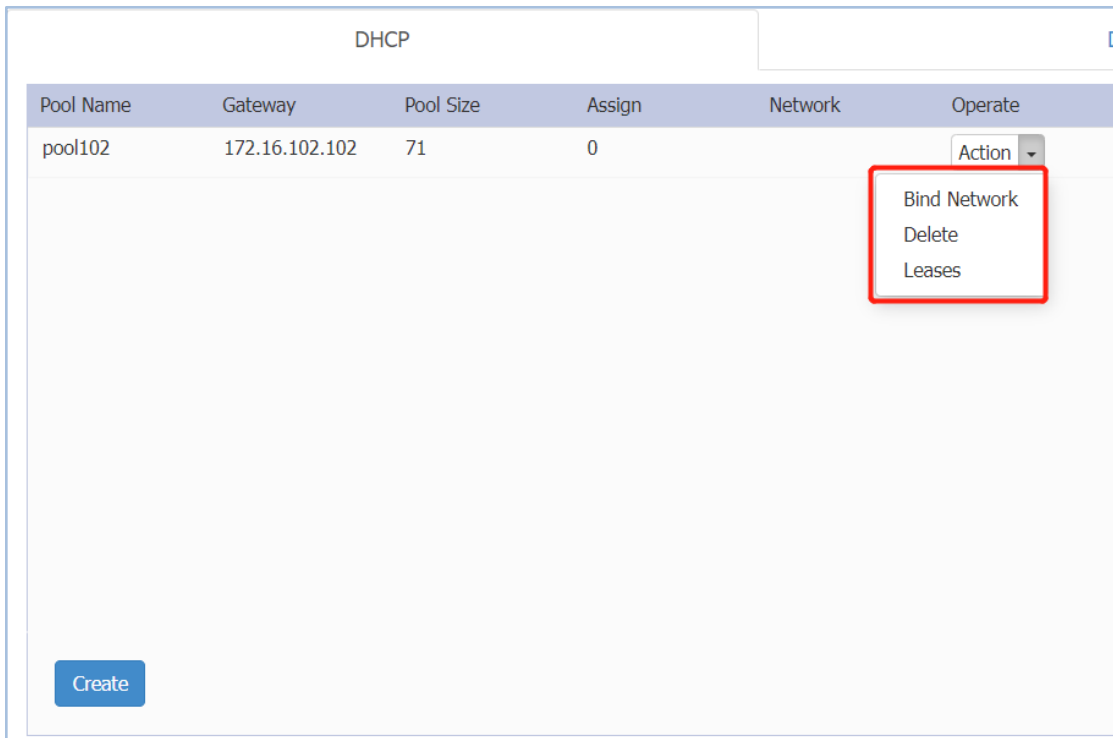 DHCP
Pool Name Gateway Pool Size Assign Network Operate
pool102 172.16.102.102 71 0 Action
Bind Network
Delete
Leases
Create